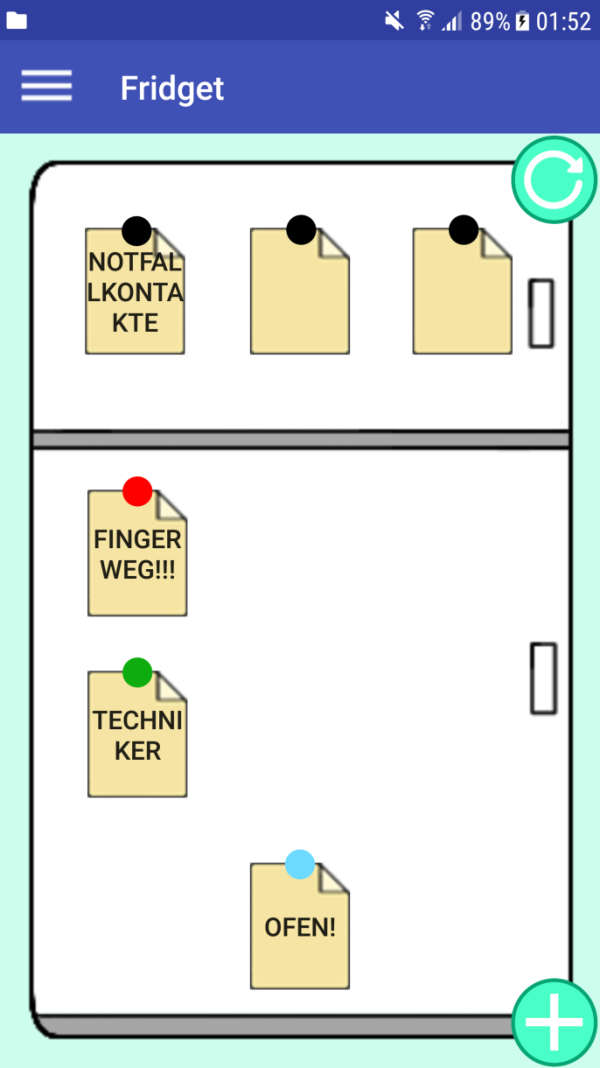 89% 01:52
Fridget
NOTFAL
LKONTA
KTE
FINGER
WEG!!!
TECHNI
KER
OFEN!